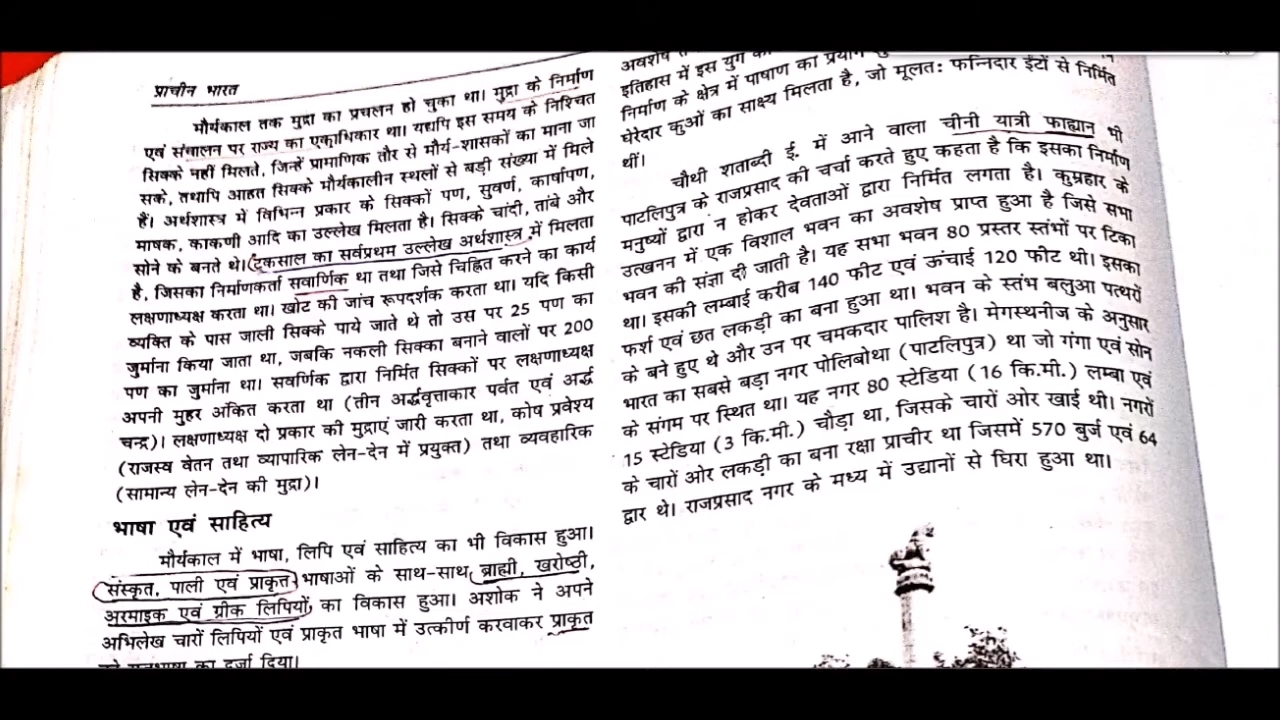 प्राचीन भारत
मौर्यकाल तक मुद्रा का प्रचलन हो चुका था। मुद्रा के निर्माण
एवं संचालन पर राज्य का एकाधिकार था। यद्यपि इस समय के निश्चित
सिक्के नहीं मिलते, जिन्हें प्रामाणिक तौर से मौर्य-शासकों का माना जा
सके, तथापि आहत सिक्के मौर्यकालीन स्थलों से बड़ी संख्या में मिले
हैं। अर्थशास्त्र में विभिन्न प्रकार के सिक्कों पण, सुवर्ण, कार्षापण,
माषक, काकणी आदि का उल्लेख मिलता है। सिक्के चांदी, तांबे और
सोने के बनते थे। टकसाल का सर्वप्रथम उल्लेख अर्थशास्त्र में मिलता
है, जिसका निर्माणकर्ता सवार्णिक था तथा जिसे चिह्नित करने का कार्य
लक्षणाध्यक्ष करता था। खोट की जांच रूपदर्शक करता था। यदि किसी
व्यक्ति के पास जाली सिक्के पाये जाते थे तो उस पर 25 पण का
जुर्माना किया जाता था, जबकि नकली सिक्का बनाने वालों पर 200
पण का जुर्माना था। सवर्णिक द्वारा निर्मित सिक्कों पर लक्षणाध्यक्ष
अपनी मुहर अंकित करता था (तीन अर्द्धवृत्ताकार पर्वत एवं अर्द्ध
चन्द्र)। लक्षणाध्यक्ष दो प्रकार की मुद्राएं जारी करता था, कोष प्रवेश्य
(राजस्व वेतन तथा व्यापारिक लेन-देन में प्रयुक्त) तथा व्यवहारिक
(सामान्य लेन-देन की मुद्रा)।
भाषा एवं साहित्य
मौर्यकाल में भाषा, लिपि एवं साहित्य का भी विकास हुआ।
संस्कृत, पाली एवं प्राकृत भाषाओं के साथ-साथ ब्राह्मी, खरोष्ठी,
अरमाइक एवं ग्रीक लिपियों का विकास हुआ। अशोक ने अपने
अभिलेख चारों लिपियों एवं प्राकृत भाषा में उत्कीर्ण करवाकर प्राकृत
का दर्जा दिया।
अवशेष
इतिहास में इस युग
निर्माण के क्षेत्र में पाषाण का प्रयोग
घेरेदार कुओं का साक्ष्य मिलता है, जो मूलत: फन्निदार ईंटों से निर्मित
थीं।
चौथी शताब्दी ई. में आने वाला चीनी यात्री फाह्यान भी
पाटलिपुत्र के राजप्रसाद की चर्चा करते हुए कहता है कि इसका निर्माण
मनुष्यों द्वारा न होकर देवताओं द्वारा निर्मित लगता है। कुम्रहार के
उत्खनन में एक विशाल भवन का अवशेष प्राप्त हुआ है जिसे सभा
भवन की संज्ञा दी जाती है। यह सभा भवन 80 प्रस्तर स्तंभों पर टिका
था। इसकी लम्बाई करीब 140 फीट एवं ऊंचाई 120 फीट थी। इसका
फर्श एवं छत लकड़ी का बना हुआ था। भवन के स्तंभ बलुआ पत्थरों
के बने हुए थे और उन पर चमकदार पालिश है। मेगस्थनीज के अनुसार
भारत का सबसे बड़ा नगर पोलिबोथा (पाटलिपुत्र) था जो गंगा एवं सोन
के संगम पर स्थित था। यह नगर 80 स्टेडिया (16 कि.मी.) लम्बा एवं
15 स्टेडिया (3 कि.मी.) चौड़ा था, जिसके चारों ओर खाई थी। नगरों
के चारों ओर लकड़ी का बना रक्षा प्राचीर था जिसमें 570 बुर्ज एवं 64
द्वार थे। राजप्रसाद नगर के मध्य में उद्यानों से घिरा हुआ था।